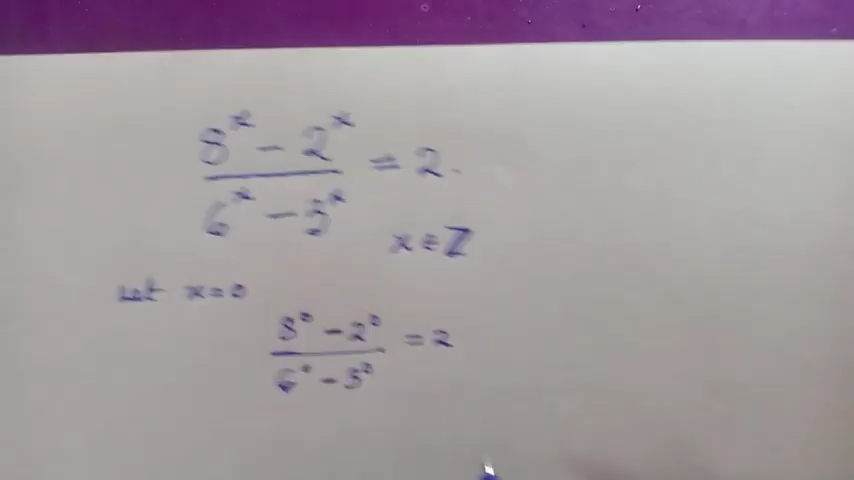 8^x - 2^x / 6^x - 3^x = 2.
x ∈ Z
Let x = 0
8^0 - 2^0 / 6^0 - 3^0 = 2